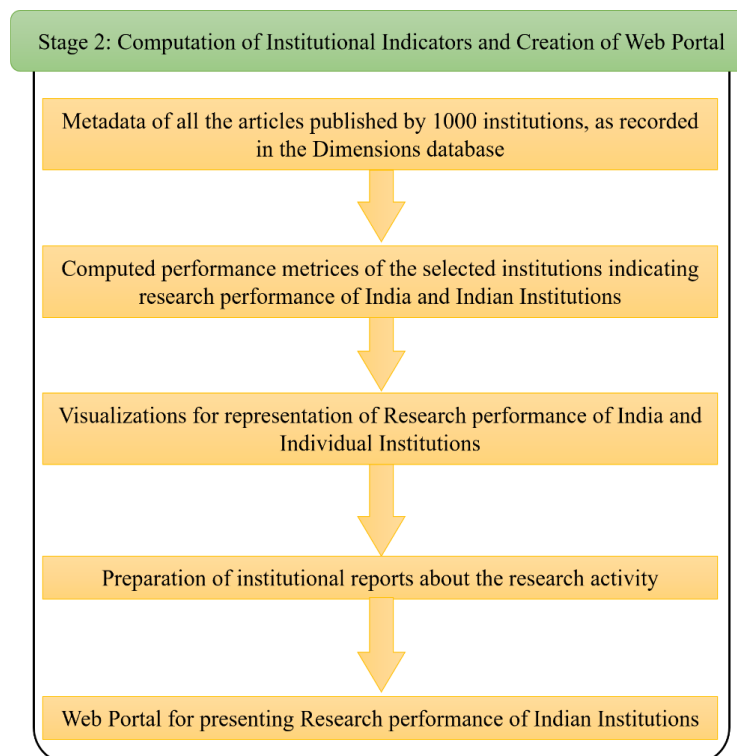 Stage 2: Computation of Institutional Indicators and Creation of Web Portal
Metadata of all the articles published by 1000 institutions, as recorded
in the Dimensions database
Computed performance metrices of the selected institutions indicating
research performance of India and Indian Institutions
Visualizations for representation of Research performance of India and
Individual Institutions
Preparation of institutional reports about the research activity
Web Portal for presenting Research performance of Indian Institutions